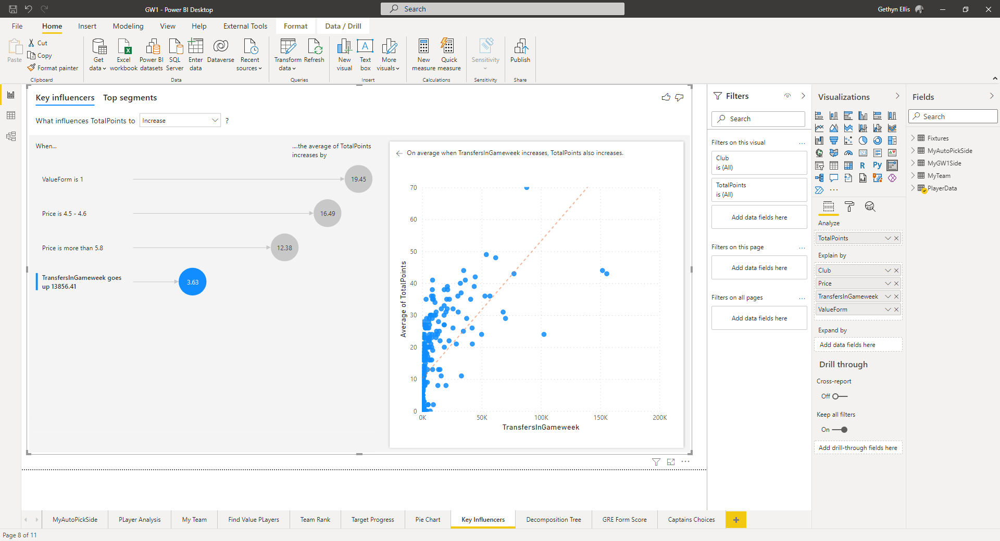 GW1 - Power BI Desktop
Search
Gethyn Ellis
File
Home
Insert
Modeling
View
Help
External Tools
Format
Data / Drill
Paste
Cut
Copy
Format painter
Clipboard
Get
data
Excel
workbook
Power BI
datasets
SQL
Server
Enter
data
Dataverse
Recent
sources
Data
Transform
data
Refresh
Queries
New
visual
Text
box
More
visuals
Insert
New
measure
Quick
measure
Calculations
Sensitivity
Sensitivity
Publish
Share
Key influencers
Top segments
What influences TotalPoints to
Increase
?
When...
....the average of TotalPoints
increases by
ValueForm is 1
19.45
Price is 4.5 - 4.6
16.49
Price is more than 5.8
12.38
TransfersInGameweek goes
up 13856.41
3.63
On average when TransfersInGameweek increases, TotalPoints also increases.
70
60
50
40
30
20
10
0
Average of TotalPoints
0K
50K
100K
150K
200K
TransfersInGameweek
Filters
Search
Filters on this visual
...
Club
is (All)
TotalPoints
is (All)
Add data fields here
Filters on this page
...
Add data fields here
Filters on all pages
...
Add data fields here
Visualizations
123
R
Py
...
Analyze
TotalPoints
Explain by
Club
Price
TransfersInGameweek
ValueForm
Expand by
Add data fields here
Drill through
Cross-report
Off
Keep all filters
On
Add drill-through fields here
Fields
Search
Fixtures
MyAutoPickSide
MyGW1Side
MyTeam
PlayerData
MyAutoPickSide
PLayer Analysis
My Team
Find Value PLayers
Team Rank
Target Progress
Pie Chart
Key Influencers
Decomposition Tree
GRE Form Score
Captains Choices
+
Page 8 of 11